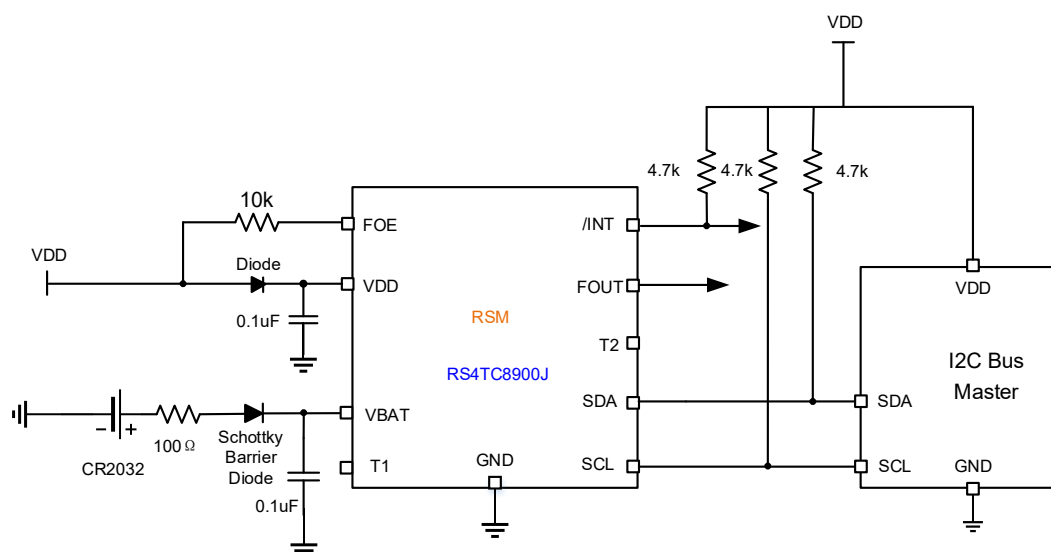 VDD
4.7k
4.7k
4.7k
10k
FOE
/INT
VDD
Diode
VDD
FOUT
VDD
0.1uF
RSM
T2
I2C Bus
Master
RS4TC8900J
SDA
SDA
VBAT
- +
100Ω
Schottky
Barrier
Diode
CR2032
T1
GND
SCL
SCL
GND
0.1uF